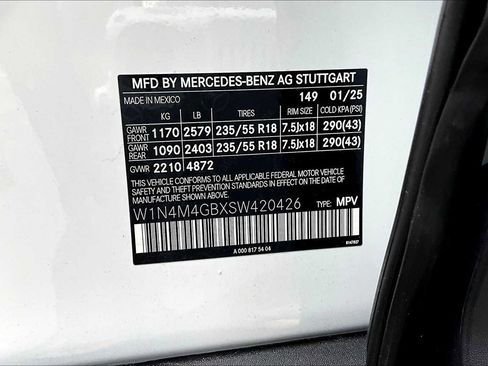 MFD BY MERCEDES-BENZ AG STUTTGART
MADE IN MEXICO 149 01/25
KG LB TIRES RIM SIZE COLD KPA(PSI)
GAWR FRONT 1170 2579 235/55 R18 7.5Jx18 290(43)
GAWR REAR 1090 2403 235/55 R18 7.5Jx18 290(43)
GVWR 2210 4872
THIS VEHICLE CONFORMS TO ALL APPLICABLE FEDERAL MOTOR VEHICLE
SAFETY, BUMPER, AND THEFT PREVENTION STANDARDS IN EFFECT ON THE DATE OF MANUFACTURE SHOWN ABOVE.
W1N4M4GBXSW420426 TYPE: MPV
A 000 817 54 04